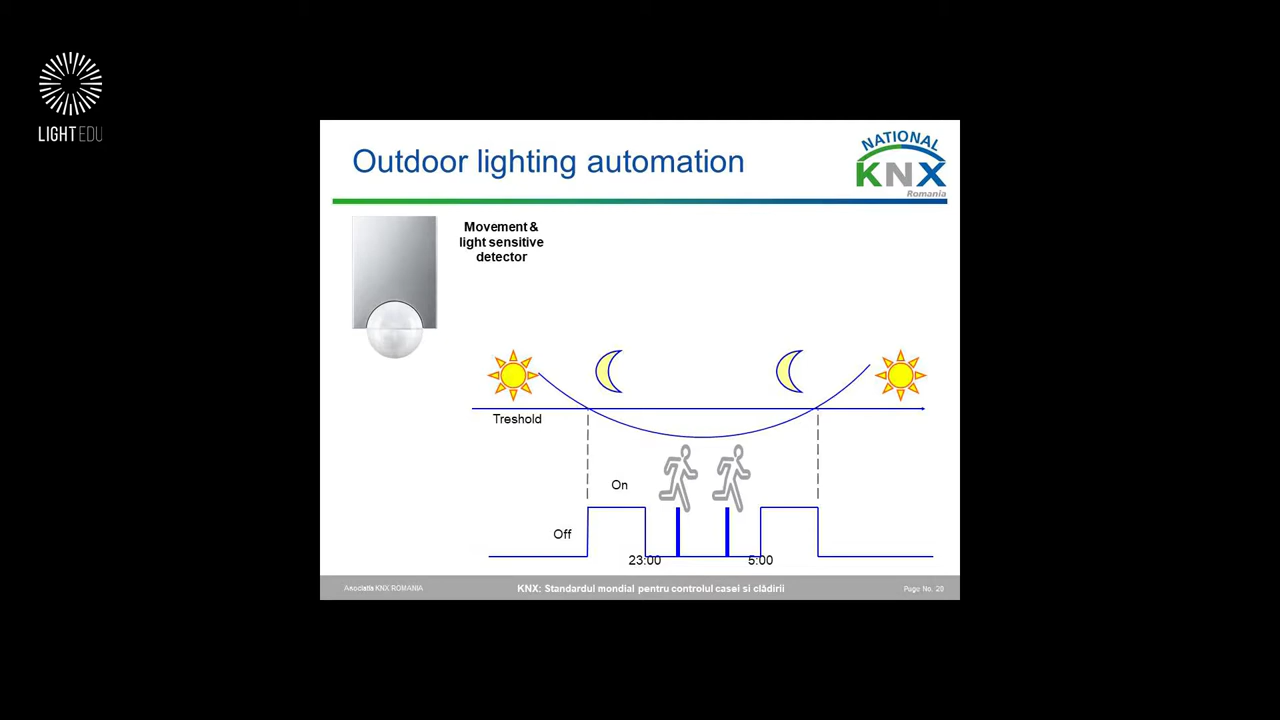 LIGHT EDU
Outdoor lighting automation
NATIONAL
KNX
Romania
Movement &
light sensitive
detector
Treshold
On
Off
23:00
5:00
Asociatia KNX ROMANIA
KNX: Standardul mondial pentru controlul casei si clădirii
Page No. 20